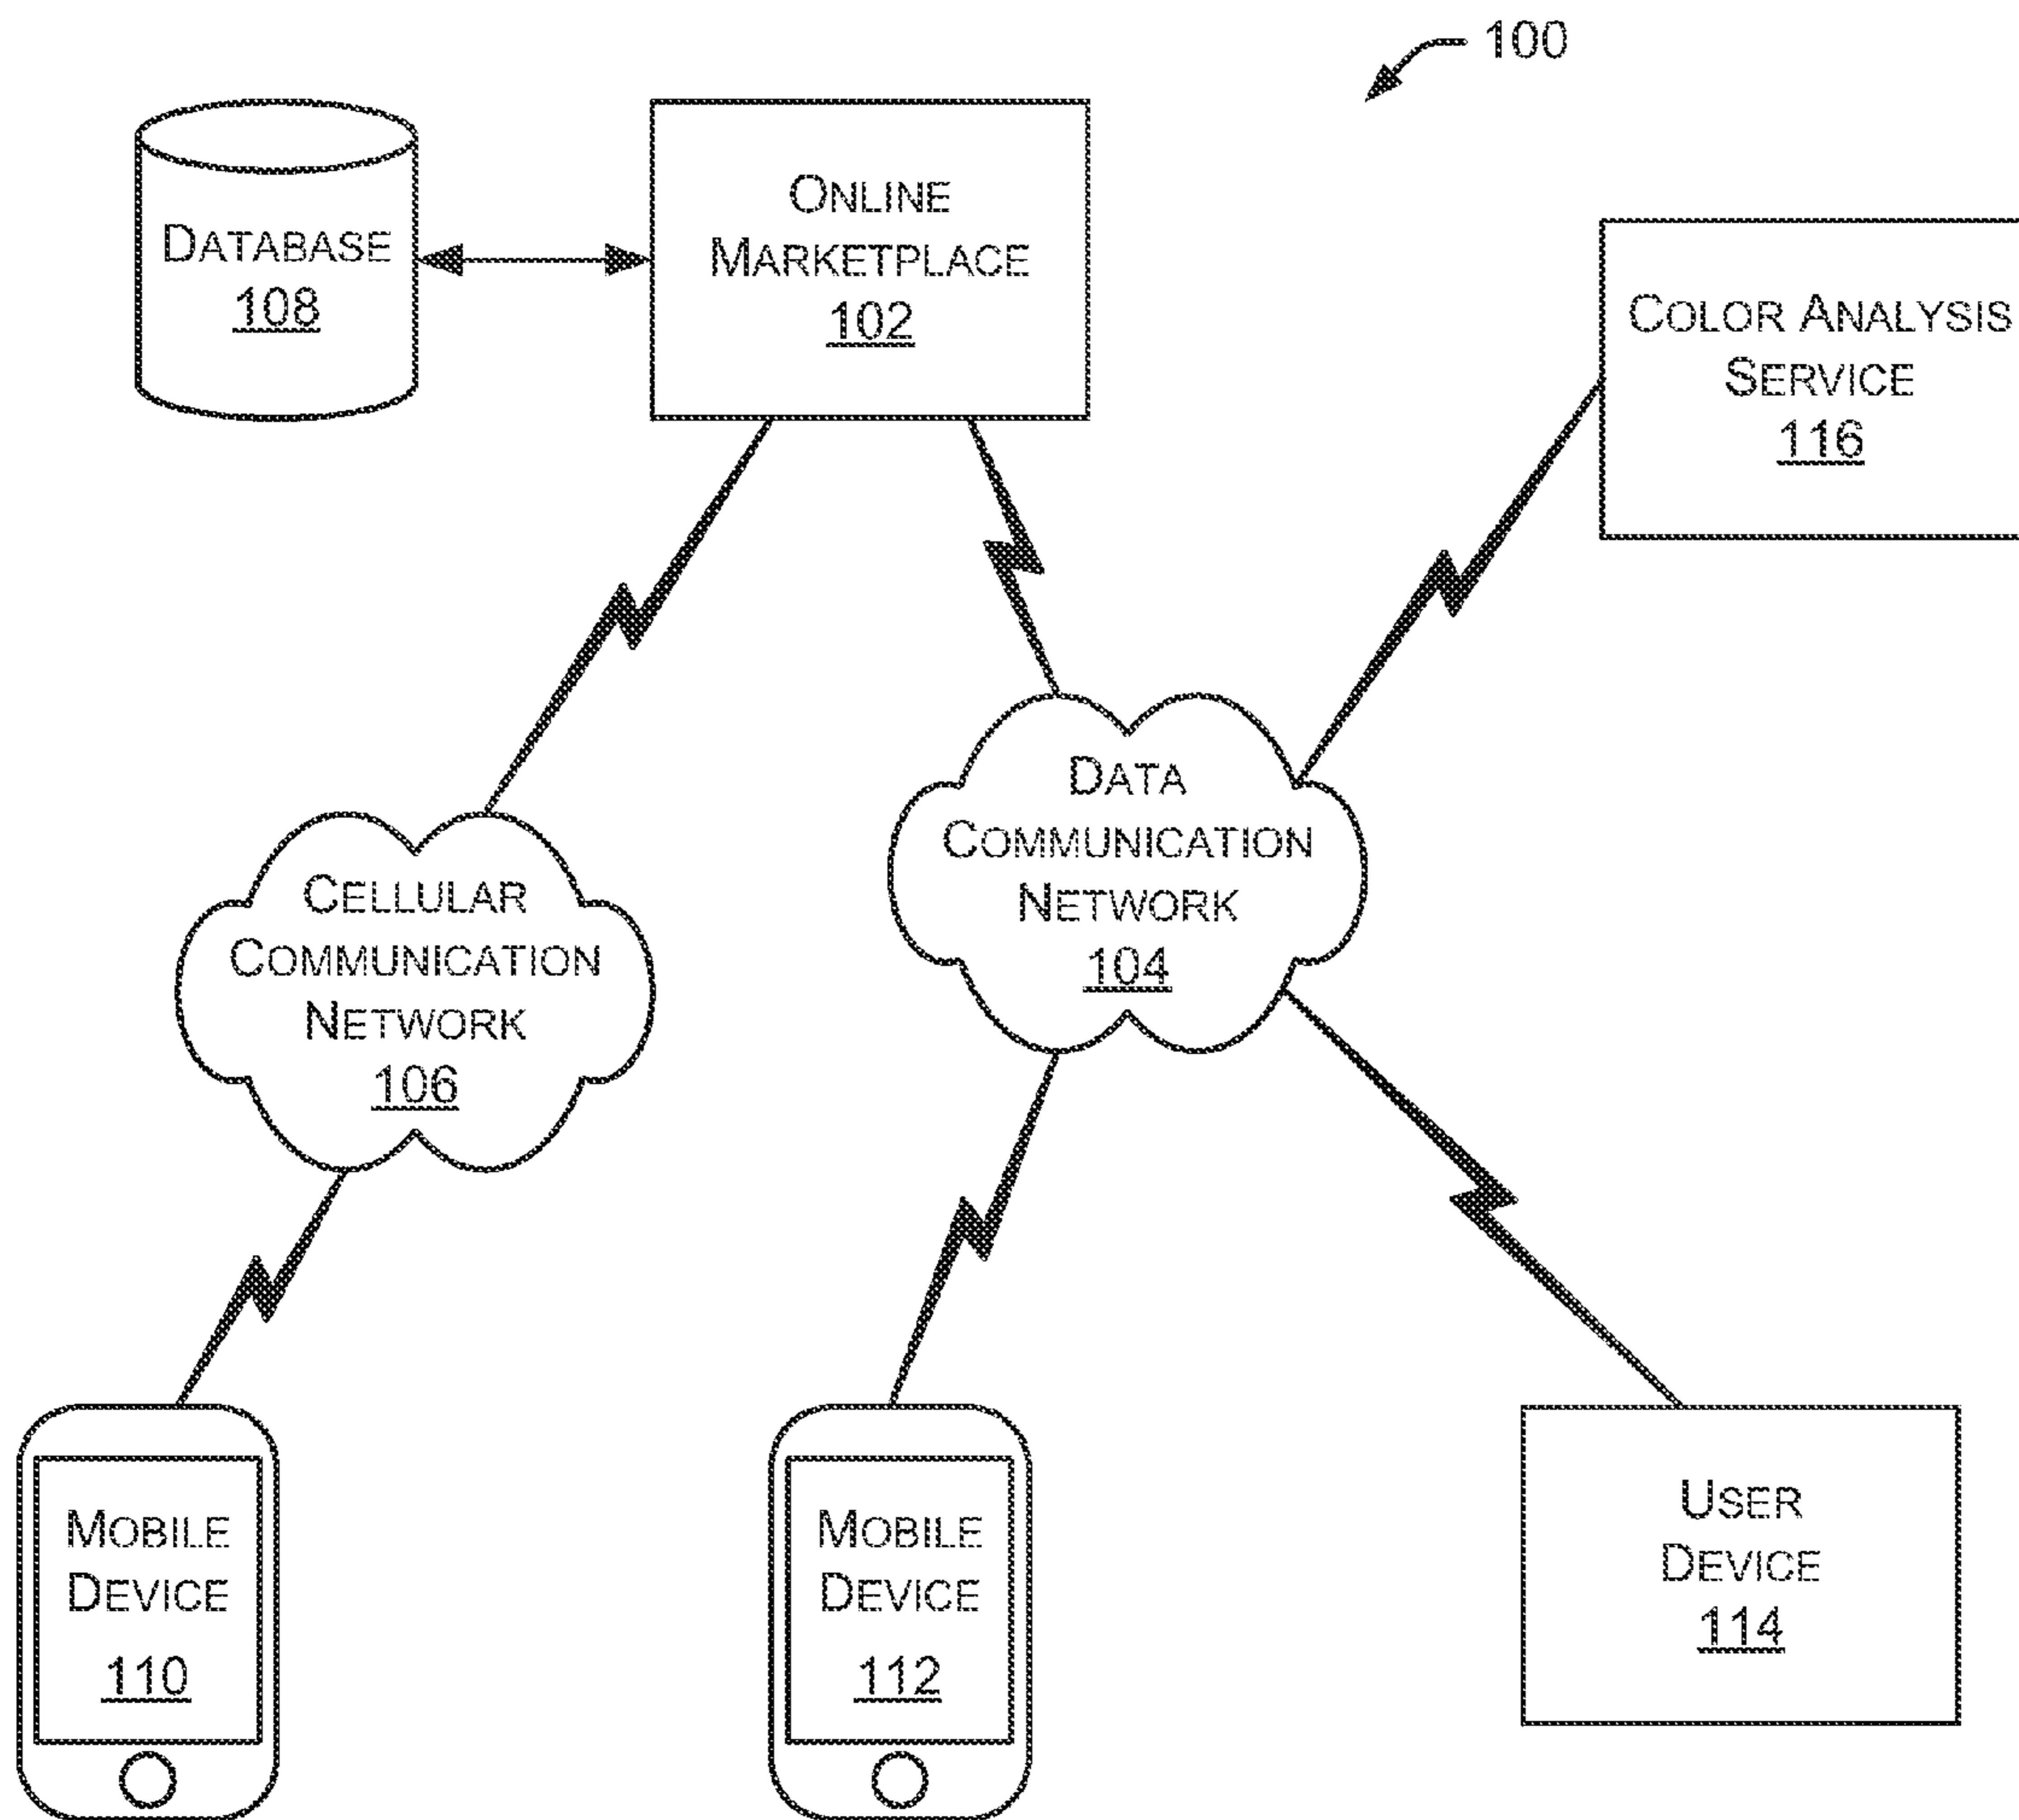 100
ONLINE
MARKETPLACE
102
DATABASE
108
COLOR ANALYSIS
SERVICE
116
DATA
COMMUNICATION
NETWORK
104
CELLULAR
COMMUNICATION
NETWORK
106
MOBILE
DEVICE
110
MOBILE
DEVICE
112
USER
DEVICE
114